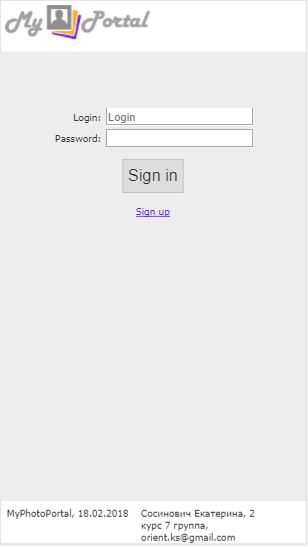 My Portal
Login: Login
Password:
Sign in
Sign up
MyPhotoPortal, 18.02.2018
Сосинович Екатерина, 2
курс 7 группа,
orient.ks@gmail.com